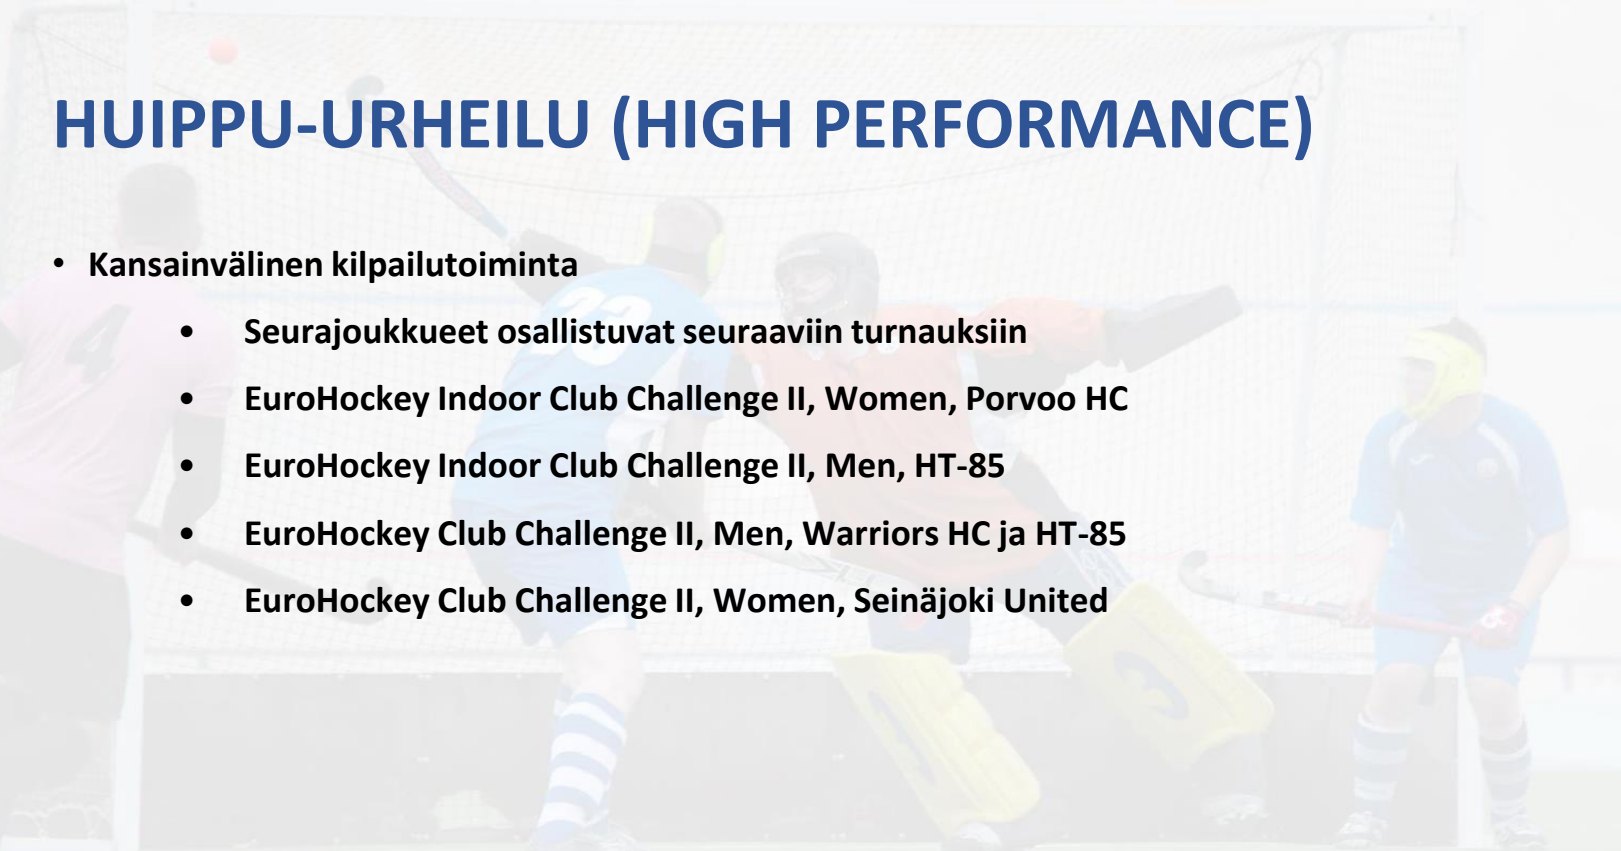 HUIPPU-URHEILU (HIGH PERFORMANCE)
• Kansainvälinen kilpailutoiminta
• Seurajoukkueet osallistuvat seuraaviin turnauksiin
• EuroHockey Indoor Club Challenge II, Women, Porvoo HC
• EuroHockey Indoor Club Challenge II, Men, HT-85
• EuroHockey Club Challenge II, Men, Warriors HC ja HT-85
• EuroHockey Club Challenge II, Women, Seinäjoki United
4
33